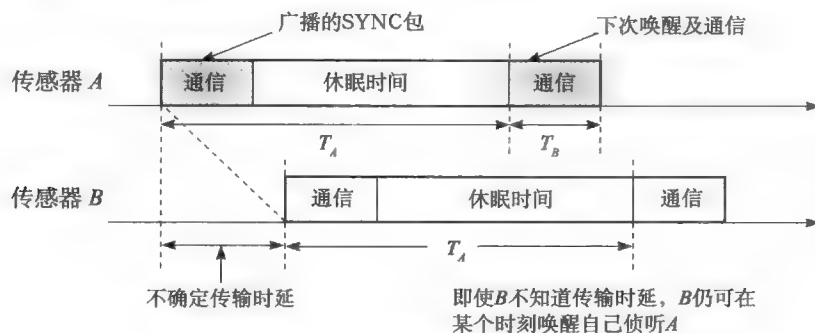 广播的SYNC包
下次唤醒及通信
传感器 A
通信
休眠时间
通信
T_A
T_B
传感器 B
通信
休眠时间
通信
T_A
不确定传输时延
即使B不知道传输时延，B仍可在
某个时刻唤醒自己侦听A